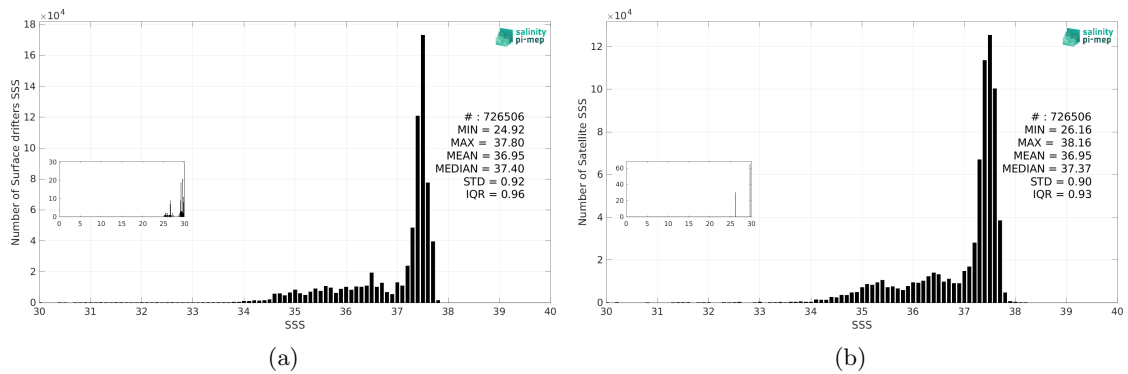 ×10⁴
18
16
14
12
10
8
6
4
2
0
Number of Surface drifters SSS
salinity
pi-mep
# : 726506
MIN = 24.92
MAX = 37.80
MEAN = 36.95
MEDIAN = 37.40
STD = 0.92
IQR = 0.96
30
20
10
0
0 5 10 15 20 25 30
30 31 32 33 34 35 36 37 38 39 40
SSS
(a)
×10⁴
12
10
8
6
4
2
0
Number of Satellite SSS
salinity
pi-mep
# : 726506
MIN = 26.16
MAX = 38.16
MEAN = 36.95
MEDIAN = 37.37
STD = 0.90
IQR = 0.93
60
40
20
0
0 5 10 15 20 25 30
30 31 32 33 34 35 36 37 38 39 40
SSS
(b)